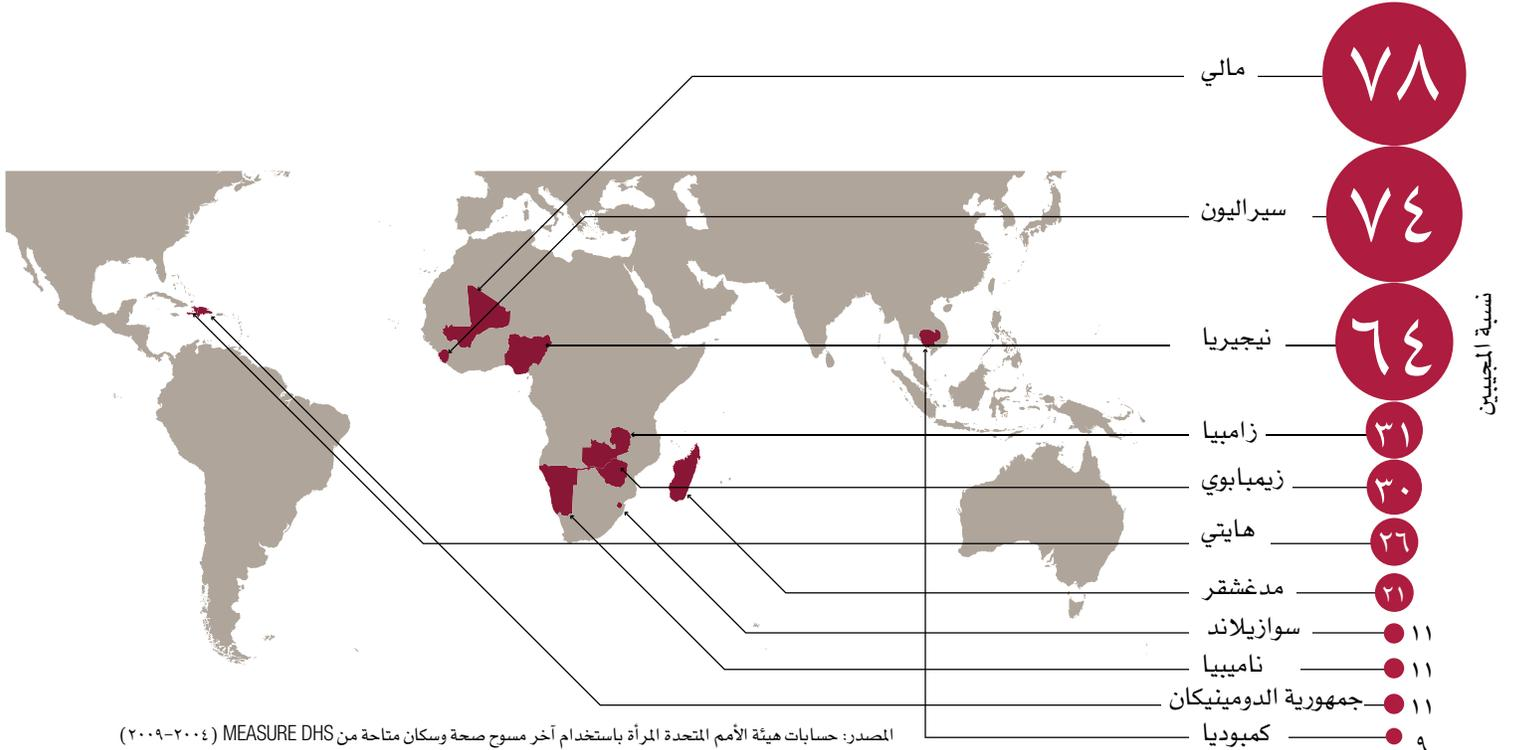 مالي ٧٨
سيراليون ٧٤
نيجيريا ٦٤
زامبيا ٣١
زيمبابوي ٣٠
هايتي ٢٦
مدغشقر ٢١
سوازيلاند ١١
ناميبيا ١١
جمهورية الدومينيكان ١١
كمبوديا ٩
نسبة المجيبين
المصدر: حسابات هيئة الأمم المتحدة المرأة باستخدام آخر مسوح صحة وسكان متاحة من MEASURE DHS (٢٠٠٤-٢٠٠٩)